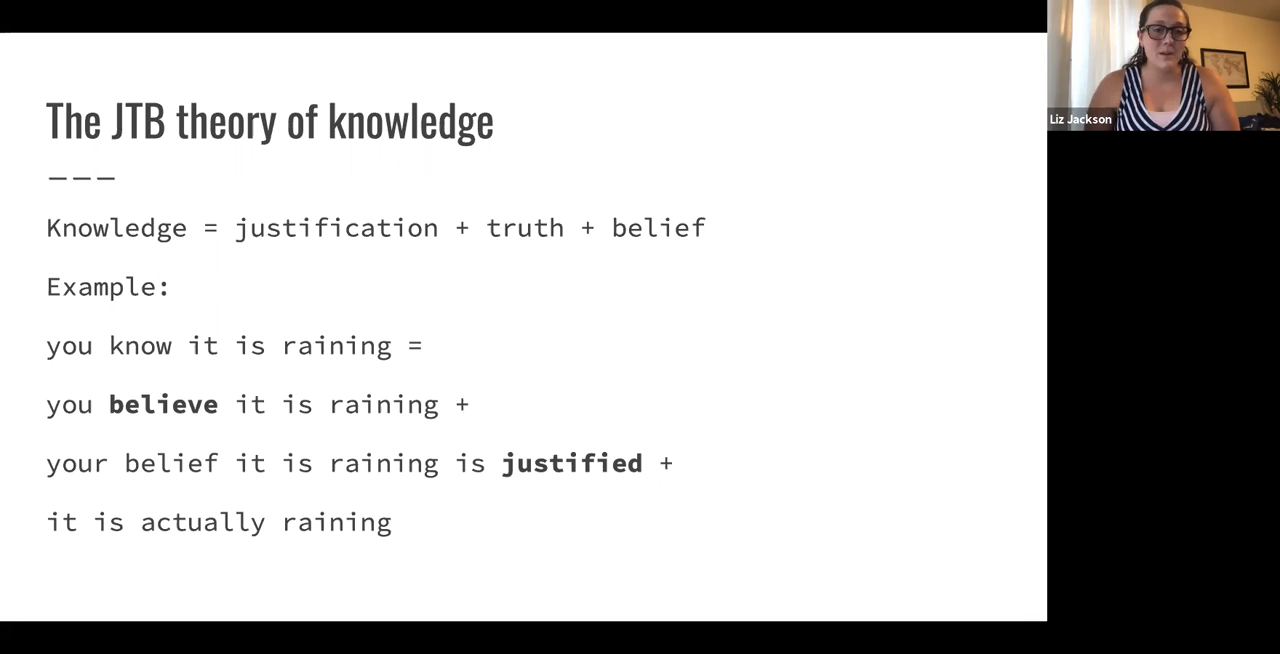 The JTB theory of knowledge
———
Knowledge = justification + truth + belief
Example:
you know it is raining =
you believe it is raining +
your belief it is raining is justified +
it is actually raining
Liz Jackson